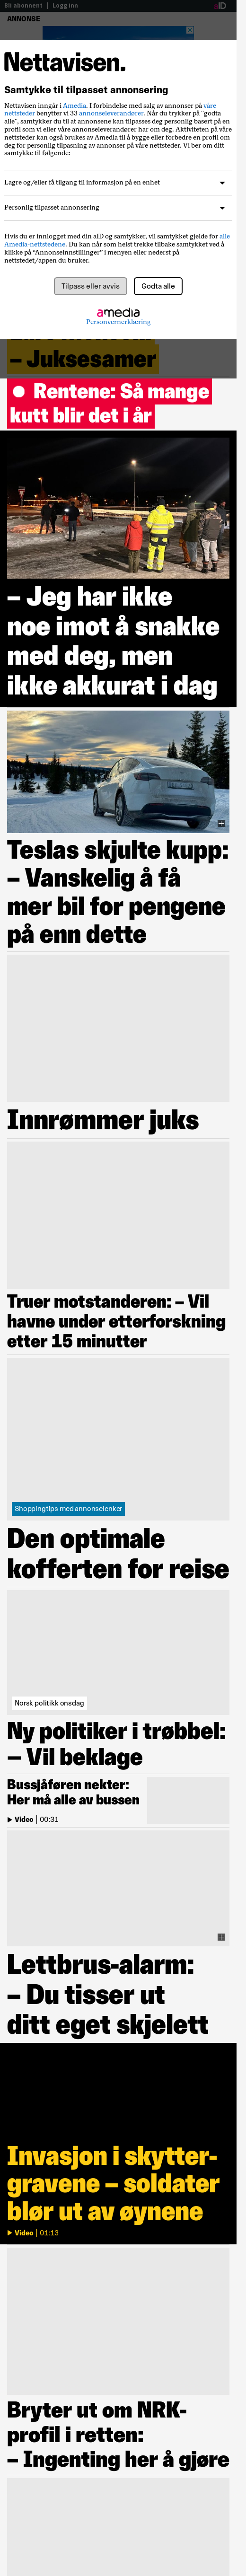 Bli abonnent | Logg inn
aID
ANNONSE
Nettavisen.
Samtykke til tilpasset annonsering
Nettavisen inngår i Amedia. I forbindelse med salg av annonser på våre
nettsteder benytter vi 33 annonseleverandører. Når du trykker på "godta
alle", samtykker du til at annonsene kan tilpasses deg personlig basert på en
profil som vi eller våre annonseleverandører har om deg. Aktiviteten på våre
nettsteder kan også brukes av Amedia til å bygge eller forbedre en profil om
deg. Vi ber om ditt samtykke til personlig tilpasning av annonser på våre nettsteder. Vi ber om ditt
samtykke til følgende:
Lagre og/eller få tilgang til informasjon på en enhet
Personlig tilpasset annonsering
Hvis du er innlogget med din aID og samtykker, vil samtykket gjelde for alle
Amedia-nettstedene. Du kan når som helst trekke tilbake samtykket ved å
klikke på “Annonseinnstillinger” i menyen eller nederst på
nettstedet/appen du bruker.
Tilpass eller avvis
Godta alle
amedia
Personvernerklæring
– Juksesamer
Rentene: Så mange
kutt blir det i år
– Jeg har ikke
noe imot å snakke
med deg, men
ikke akkurat i dag
Teslas skjulte kupp:
– Vanskelig å få
mer bil for pengene
på enn dette
Innrømmer juks
Truer motstanderen: – Vil
havne under etterforskning
etter 15 minutter
Shoppingtips med annonselenker
Den optimale
kofferten for reise
Norsk politikk onsdag
Ny politiker i trøbbel:
– Vil beklage
Bussjåføren nekter:
Her må alle av bussen
Video | 00:31
Lettbrus-alarm:
– Du tisser ut
ditt eget skjelett
Invasjon i skytter-
gravene – soldater
blør ut av øynene
Video | 01:13
Bryter ut om NRK-
profil i retten:
– Ingenting her å gjøre